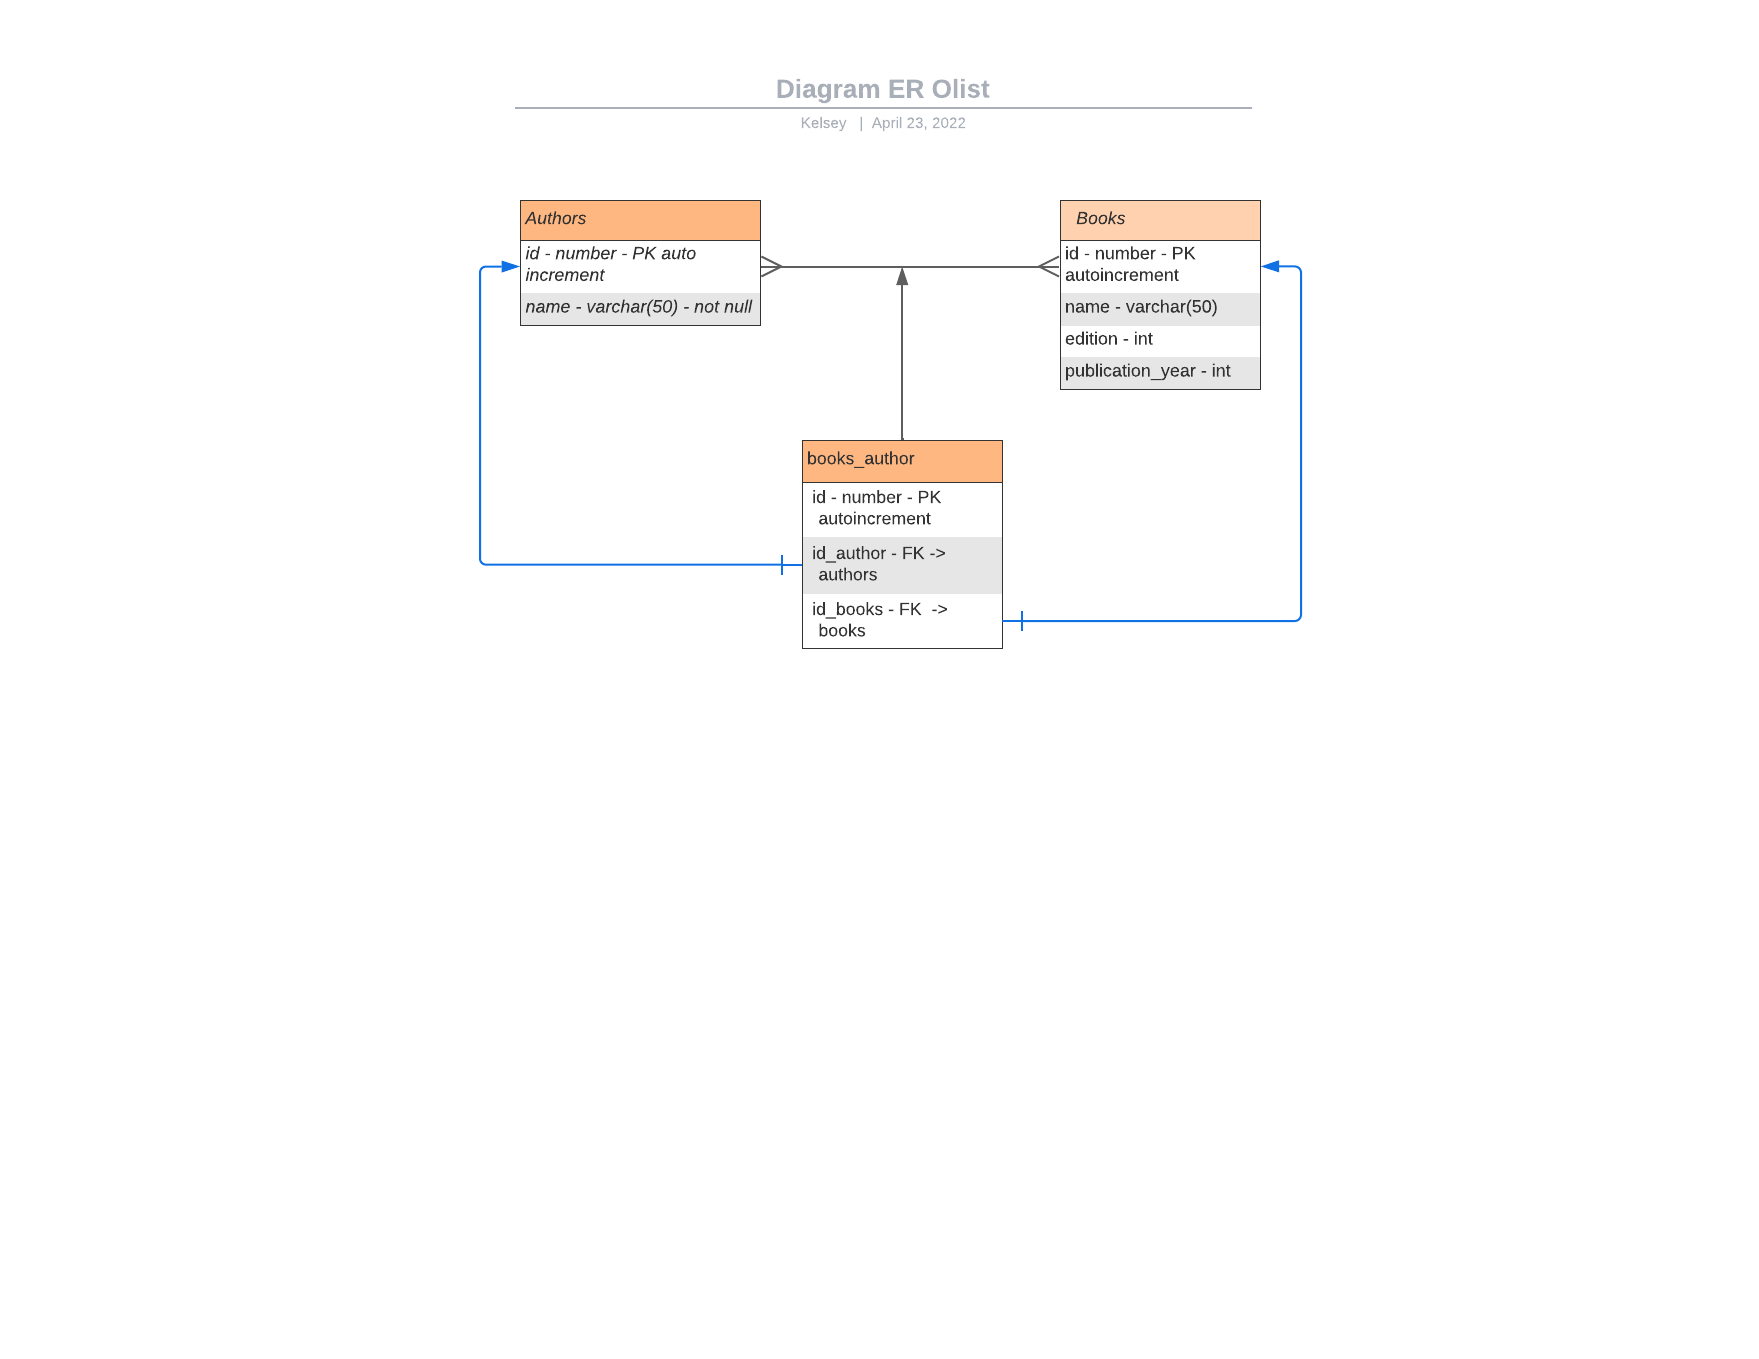 Diagram ER Olist
Kelsey | April 23, 2022
Authors
id - number - PK auto
increment
name - varchar(50) - not null
Books
id - number - PK
autoincrement
name - varchar(50)
edition - int
publication_year - int
books_author
id - number - PK
autoincrement
id_author - FK ->
authors
id_books - FK  ->
books